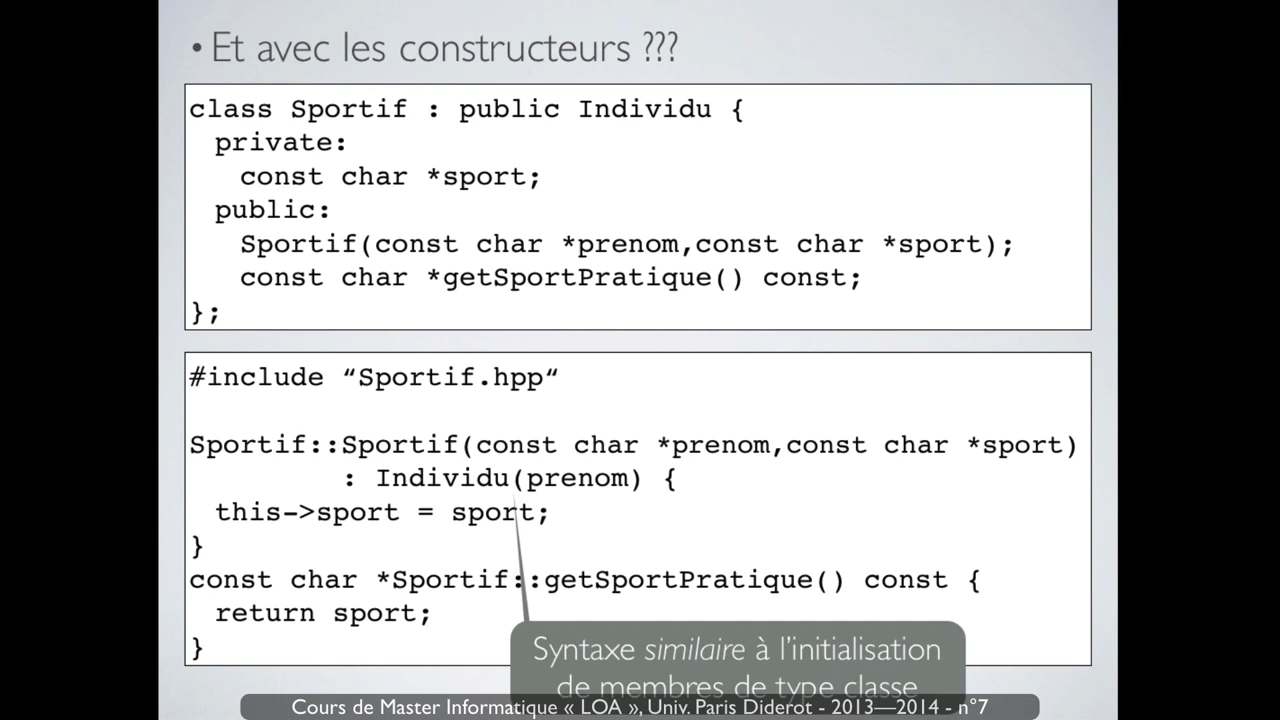 • Et avec les constructeurs ???
class Sportif : public Individu {
private:
const char *sport;
public:
Sportif(const char *prenom,const char *sport);
const char *getSportPratique() const;
};
#include “Sportif.hpp“
Sportif::Sportif(const char *prenom,const char *sport)
: Individu(prenom) {
this->sport = sport;
}
const char *Sportif::getSportPratique() const {
return sport;
}
Syntaxe similaire à l’initialisation
de membres de type classe
Cours de Master Informatique « LOA », Univ. Paris Diderot - 2013—2014 - n°7